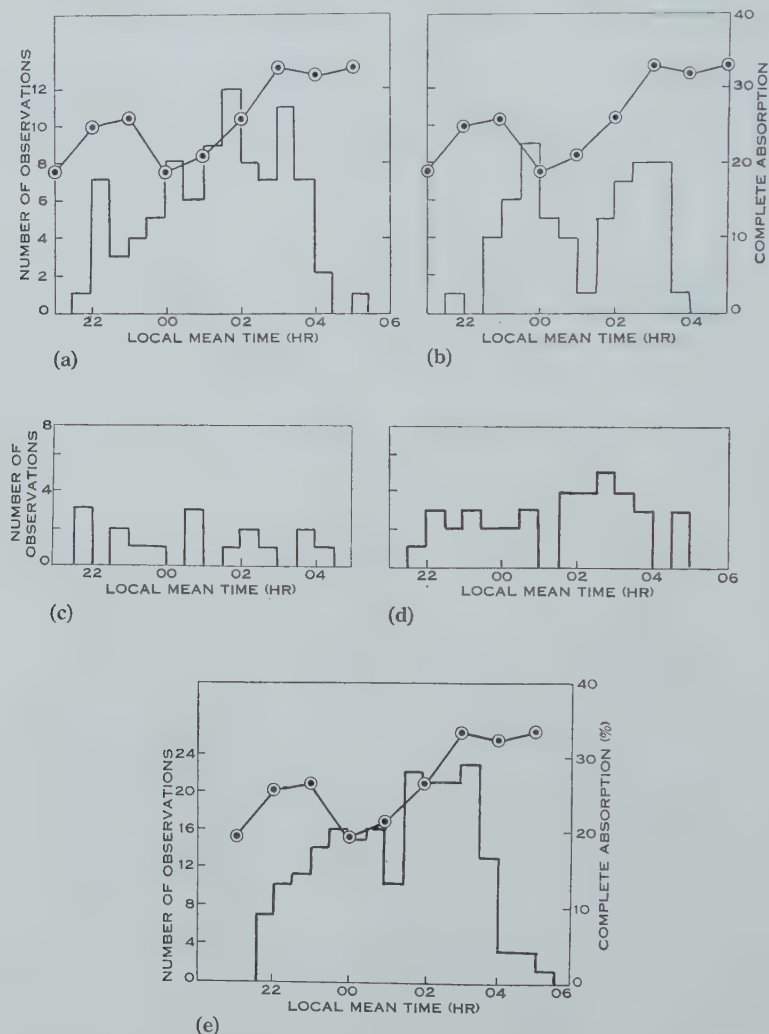 NUMBER OF OBSERVATIONS
12
10
8
6
4
2
0
22 00 02 04 06
LOCAL MEAN TIME (HR)
(a)
40
30
20
10
0
COMPLETE ABSORPTION
22 00 02 04
LOCAL MEAN TIME (HR)
(b)
NUMBER OF
OBSERVATIONS
8
4
0
22 00 02 04
LOCAL MEAN TIME (HR)
(c)
22 00 02 04 06
LOCAL MEAN TIME (HR)
(d)
NUMBER OF OBSERVATIONS
24
20
16
12
8
4
0
40
30
20
10
0
COMPLETE ABSORPTION (%)
22 00 02 04 06
LOCAL MEAN TIME (HR)
(e)